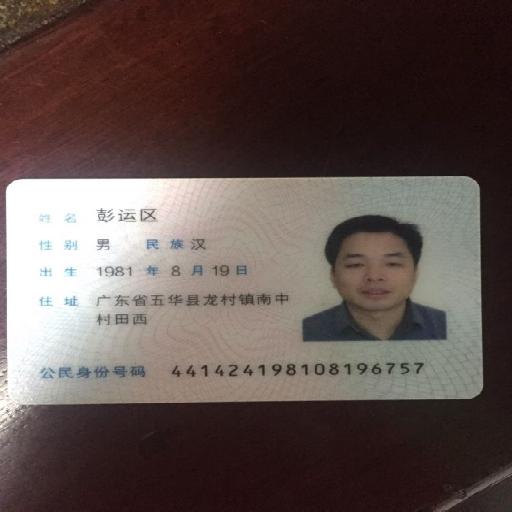 姓名 彭运区
性别 男 民族 汉
出生 1981 年 8 月 19 日
住址 广东省五华县龙村镇南中
村田西
公民身份号码 441424198108196757